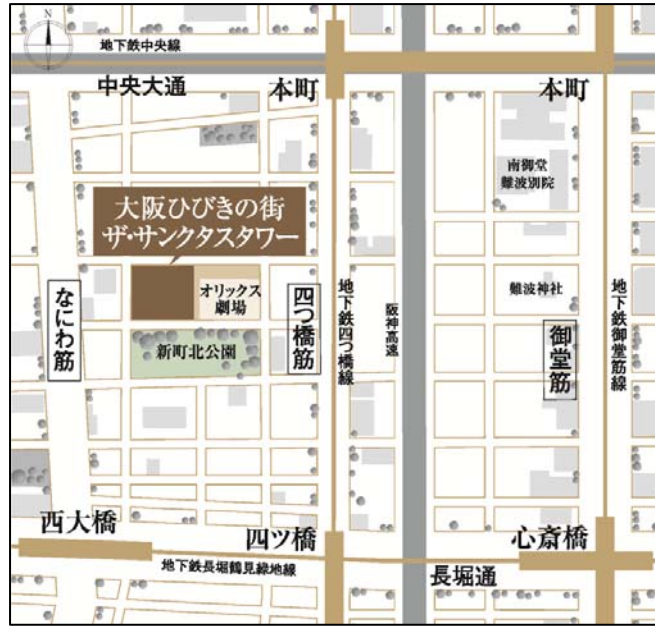 N
地下鉄中央線
中央大通
本町
本町
南御堂
難波別院
大阪ひびきの街
ザ・サンクタスタワー
オリックス
劇場
難波神社
なにわ筋
四つ橋筋
地下鉄四つ橋線
阪神高速
御堂筋
地下鉄御堂筋線
新町北公園
西大橋
四ツ橋
心斎橋
地下鉄長堀鶴見緑地線
長堀通